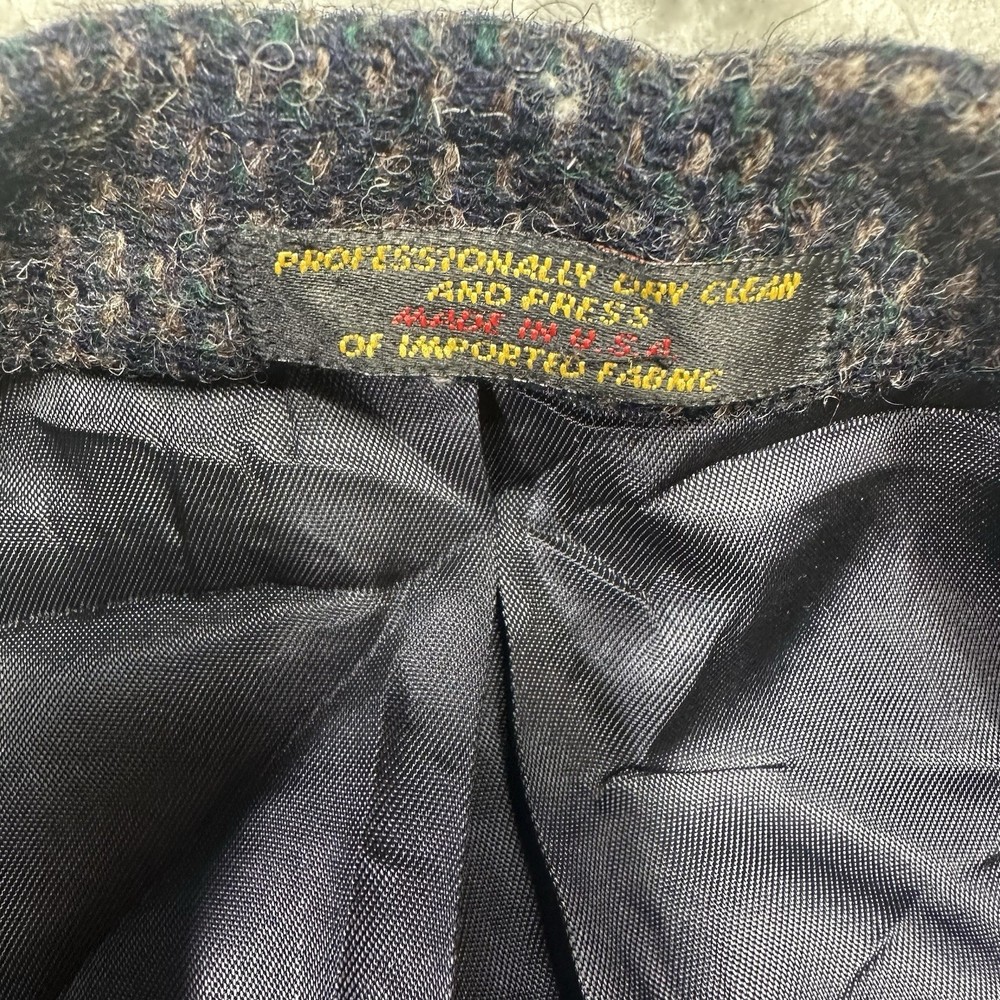 PROFESSIONALLY DRY CLEAN
AND PRESS
MADE IN U.S.A.
OF IMPORTED FABRIC